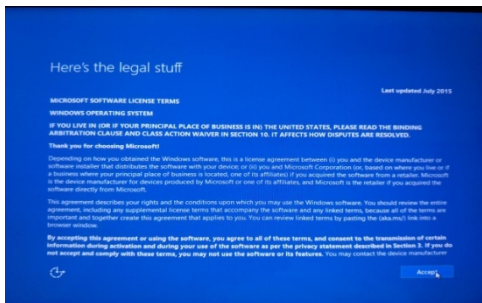 Here's the legal stuff
Last updated July 2015
MICROSOFT SOFTWARE LICENSE TERMS
WINDOWS OPERATING SYSTEM
IF YOU LIVE IN (OR IF YOUR PRINCIPAL PLACE OF BUSINESS IS IN) THE UNITED STATES, PLEASE READ THE BINDING
ARBITRATION CLAUSE AND CLASS ACTION WAIVER IN SECTION 10. IT AFFECTS HOW DISPUTES ARE RESOLVED.
Thank you for choosing Microsoft!
Depending on how you obtained the Windows software, this is a license agreement between (i) you and the device manufacturer or
software installer that distributes the software with your device; or (ii) you and Microsoft Corporation (or, based on where you live or if
a business where your principal place of business is located, one of its affiliates) if you acquired the software from a retailer. Microsoft
is the device manufacturer for devices produced by Microsoft or one of its affiliates, and Microsoft is the retailer if you acquired the
software directly from Microsoft.
This agreement describes your rights and the conditions upon which you may use the Windows software. You should review the entire
agreement, including any supplemental license terms that accompany the software and any linked terms, because all of the terms are
important and together create this agreement that applies to you. You can review linked terms by pasting the (aka.ms/) link into a
browser window.
By accepting this agreement or using the software, you agree to all of these terms, and consent to the transmission of certain
information during activation and during your use of the software as per the privacy statement described in Section 3. If you do
not accept and comply with these terms, you may not use the software or its features. You may contact the device manufacturer
Accept